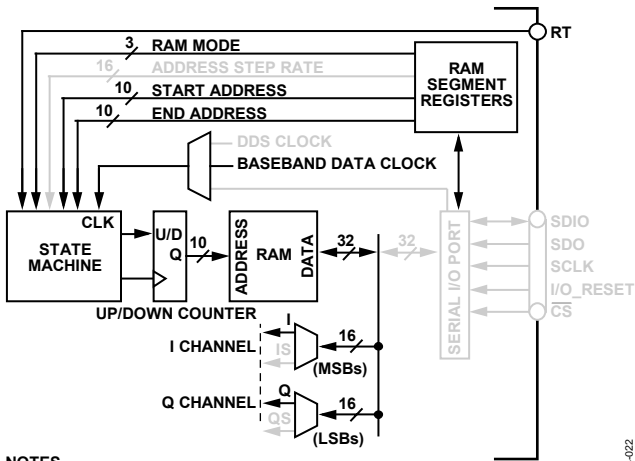 RT
3 RAM MODE
16 ADDRESS STEP RATE
10 START ADDRESS
10 END ADDRESS
RAM
SEGMENT
REGISTERS
DDS CLOCK
BASEBAND DATA CLOCK
CLK
STATE
MACHINE
U/D
Q
10
ADDRESS
RAM
DATA
32
32
SERIAL I/O PORT
SDIO
SDO
SCLK
I/O_RESET
CS
UP/DOWN COUNTER
I
I CHANNEL
IS
16
(MSBs)
Q
Q CHANNEL
QS
16
(LSBs)
NOTES
-022